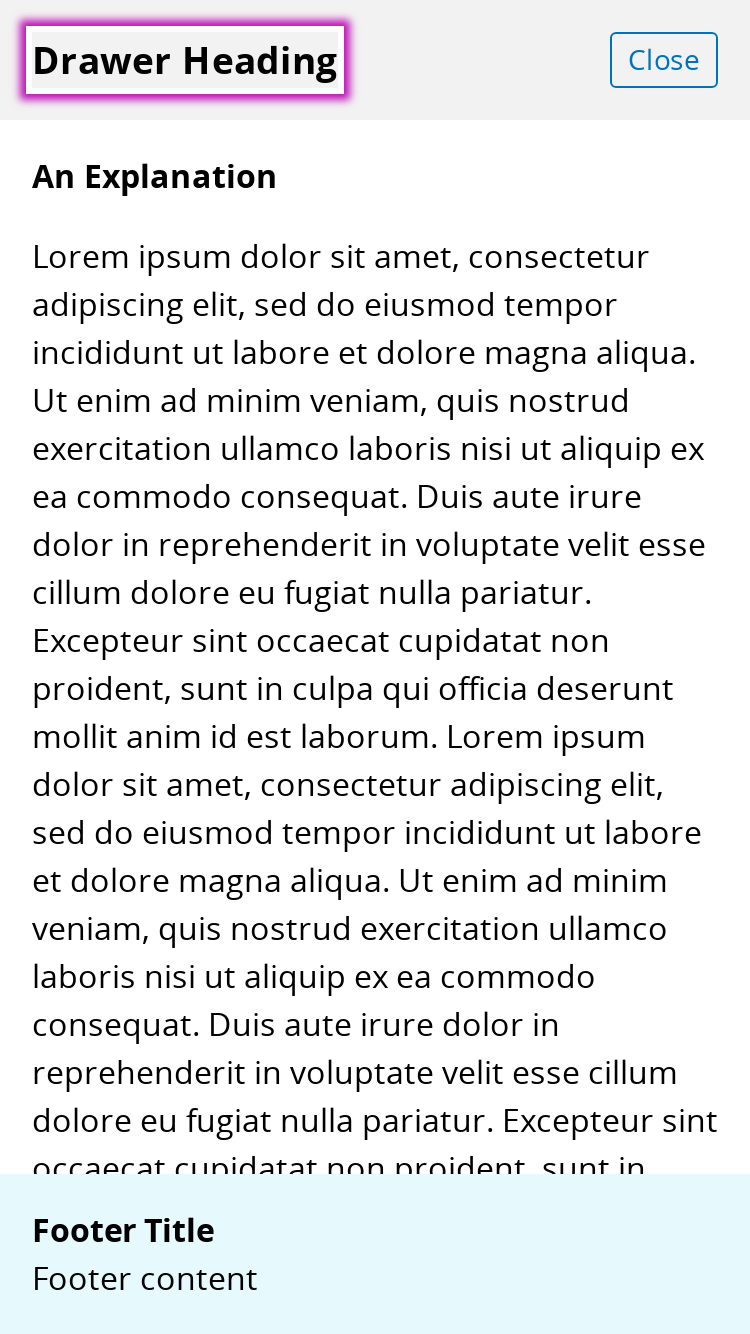 Drawer Heading
Close
An Explanation
Lorem ipsum dolor sit amet, consectetur
adipiscing elit, sed do eiusmod tempor
incididunt ut labore et dolore magna aliqua.
Ut enim ad minim veniam, quis nostrud
exercitation ullamco laboris nisi ut aliquip ex
ea commodo consequat. Duis aute irure
dolor in reprehenderit in voluptate velit esse
cillum dolore eu fugiat nulla pariatur.
Excepteur sint occaecat cupidatat non
proident, sunt in culpa qui officia deserunt
mollit anim id est laborum. Lorem ipsum
dolor sit amet, consectetur adipiscing elit,
sed do eiusmod tempor incididunt ut labore
et dolore magna aliqua. Ut enim ad minim
veniam, quis nostrud exercitation ullamco
laboris nisi ut aliquip ex ea commodo
consequat. Duis aute irure dolor in
reprehenderit in voluptate velit esse cillum
dolore eu fugiat nulla pariatur. Excepteur sint
occaecat cupidatat non proident, sunt in
Footer Title
Footer content